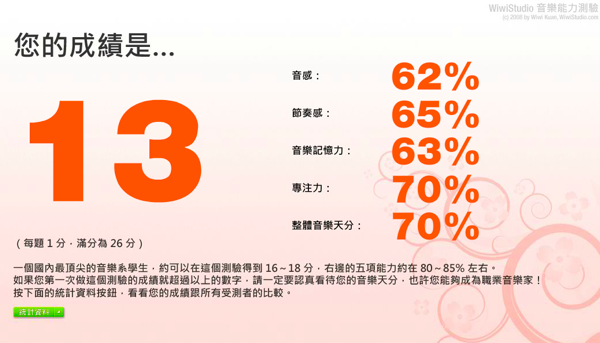 WiwiStudio 音樂能力測驗
(c) 2008 by Wiwi Kuan, WiwiStudio.com
您的成績是...
13
音感： 62%
節奏感： 65%
音樂記憶力： 63%
專注力： 70%
整體音樂天分： 70%
（每題 1 分，滿分為 26 分）
一個國內最頂尖的音樂系學生，約可以在這個測驗得到 16～18 分，右邊的五項能力約在 80～85% 左右。
如果您第一次做這個測驗的成績就超過以上的數字，請一定要認真看待您的音樂天分，也許您能夠成為職業音樂家！
按下面的統計資料按鈕，看看您的成績跟所有受測者的比較。
統計資料